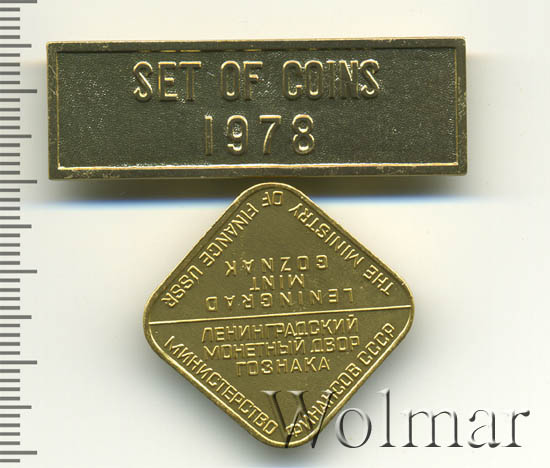 SET OF COINS
1978
THE MINISTRY OF FINANCE USSR
LENINGRAD
MINT
GOZNAK
ЛЕНИНГРАДСКИЙ
МОНЕТНЫЙ ДВОР
ГОЗНАКА
МИНИСТЕРСТВО ФИНАНСОВ СССР
Wolmar